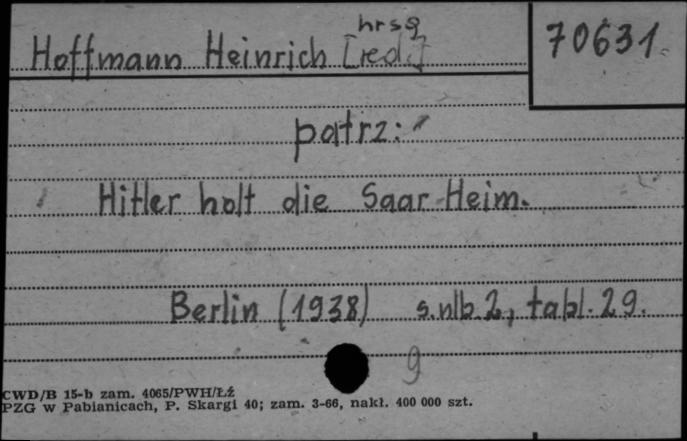 hrsg
Hoffmann Heinrich [red.]
70631
patrz:
Hitler holt die Saar Heim.
Berlin (1938) s.nlb.2, tabl.29.
9
CWD/B 15-b zam. 4065/PWH/Łź
PZG w Pabianicach, P. Skargi 40; zam. 3-66, nakł. 400 000 szt.